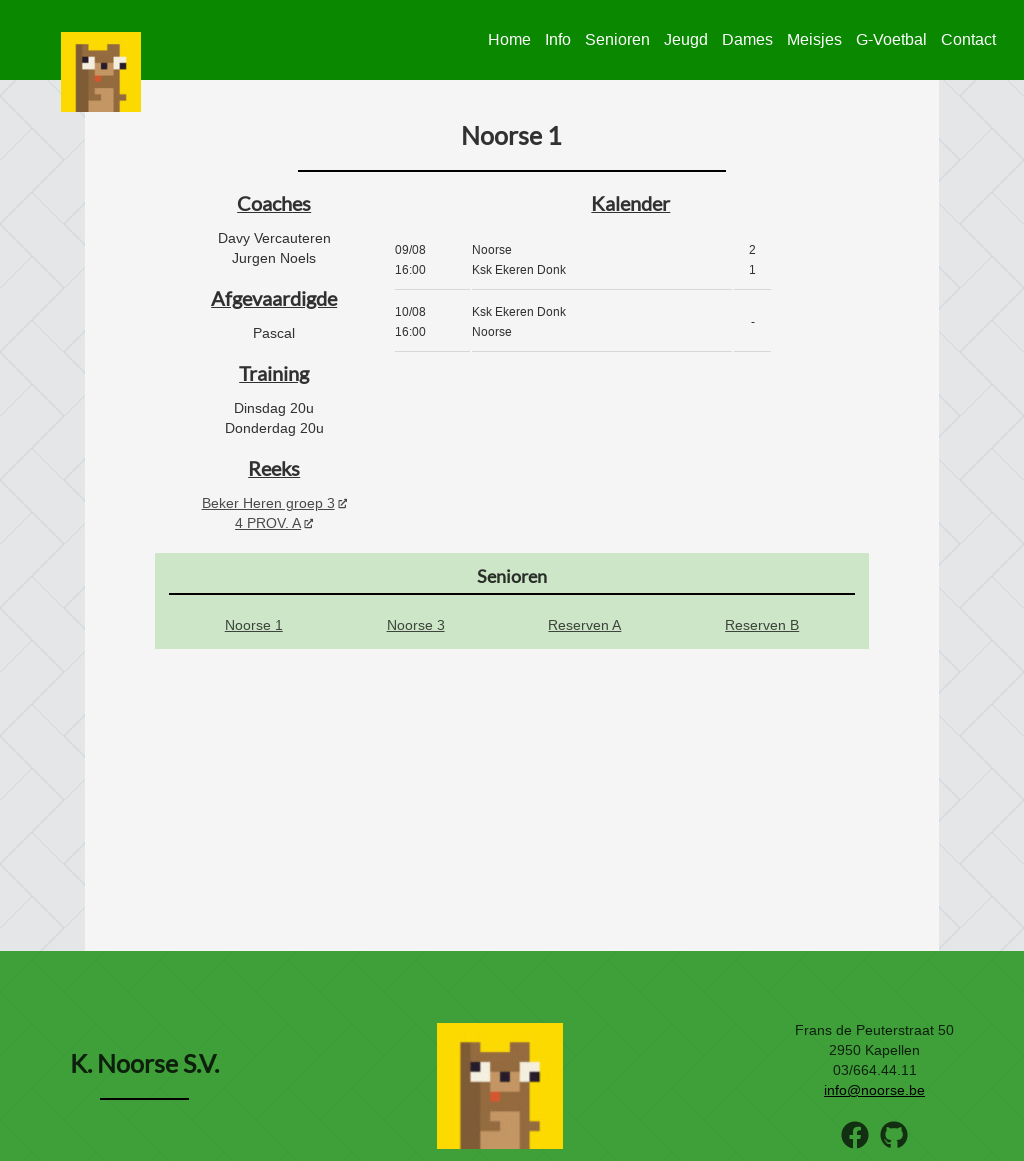 Home Info Senioren Jeugd Dames Meisjes G-Voetbal Contact
Noorse 1
Coaches
Davy Vercauteren
Jurgen Noels
Afgevaardigde
Pascal
Training
Dinsdag 20u
Donderdag 20u
Reeks
Beker Heren groep 3
4 PROV. A
Kalender
09/08 Noorse 2
16:00 Ksk Ekeren Donk 1
10/08 Ksk Ekeren Donk
-
16:00 Noorse
Senioren
Noorse 1 Noorse 3 Reserven A Reserven B
K. Noorse S.V.
Frans de Peuterstraat 50
2950 Kapellen
03/664.44.11
info@noorse.be